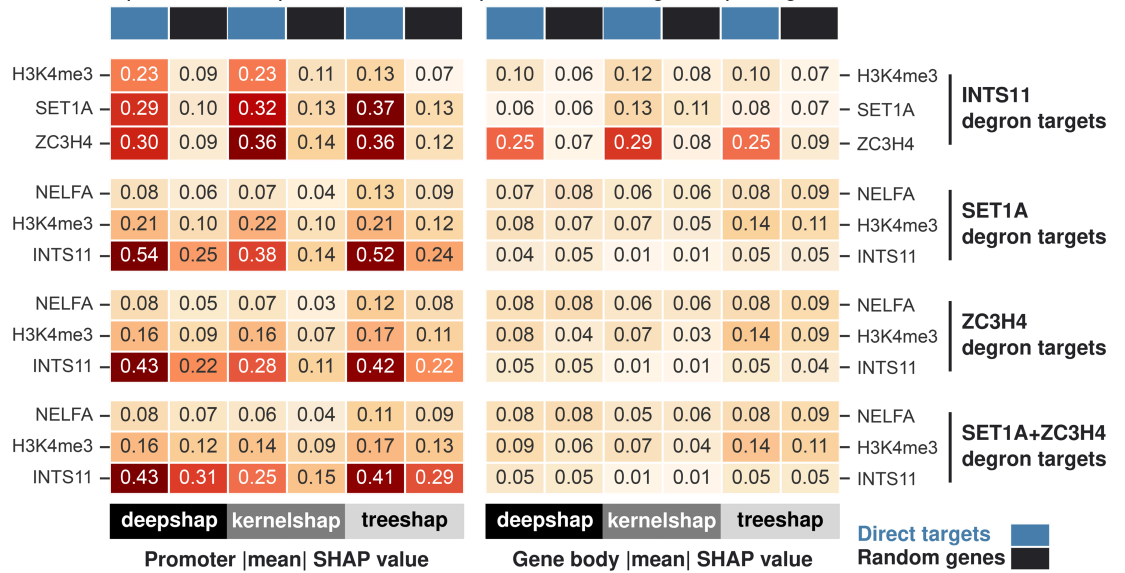 H3K4me3 0.23 0.09 0.23 0.11 0.13 0.07 0.10 0.06 0.12 0.08 0.10 0.07 H3K4me3
SET1A 0.29 0.10 0.32 0.13 0.37 0.13 0.06 0.06 0.13 0.11 0.08 0.07 SET1A
ZC3H4 0.30 0.09 0.36 0.14 0.36 0.12 0.25 0.07 0.29 0.08 0.25 0.09 ZC3H4
INTS11
degron targets
NELFA 0.08 0.06 0.07 0.04 0.13 0.09 0.07 0.08 0.06 0.06 0.08 0.09 NELFA
H3K4me3 0.21 0.10 0.22 0.10 0.21 0.12 0.08 0.07 0.07 0.05 0.14 0.11 H3K4me3
INTS11 0.54 0.25 0.38 0.14 0.52 0.24 0.04 0.05 0.01 0.01 0.05 0.05 INTS11
SET1A
degron targets
NELFA 0.08 0.05 0.07 0.03 0.12 0.08 0.08 0.08 0.06 0.06 0.08 0.09 NELFA
H3K4me3 0.16 0.09 0.16 0.07 0.17 0.11 0.08 0.04 0.07 0.03 0.14 0.09 H3K4me3
INTS11 0.43 0.22 0.28 0.11 0.42 0.22 0.05 0.05 0.01 0.01 0.05 0.04 INTS11
ZC3H4
degron targets
NELFA 0.08 0.07 0.06 0.04 0.11 0.09 0.08 0.08 0.05 0.06 0.08 0.09 NELFA
H3K4me3 0.16 0.12 0.14 0.09 0.17 0.13 0.09 0.06 0.07 0.04 0.14 0.11 H3K4me3
INTS11 0.43 0.31 0.25 0.15 0.41 0.29 0.05 0.05 0.01 0.01 0.05 0.05 INTS11
SET1A+ZC3H4
degron targets
deepshap kernelshap treeshap deepshap kernelshap treeshap
Promoter |mean| SHAP value Gene body |mean| SHAP value
Direct targets
Random genes